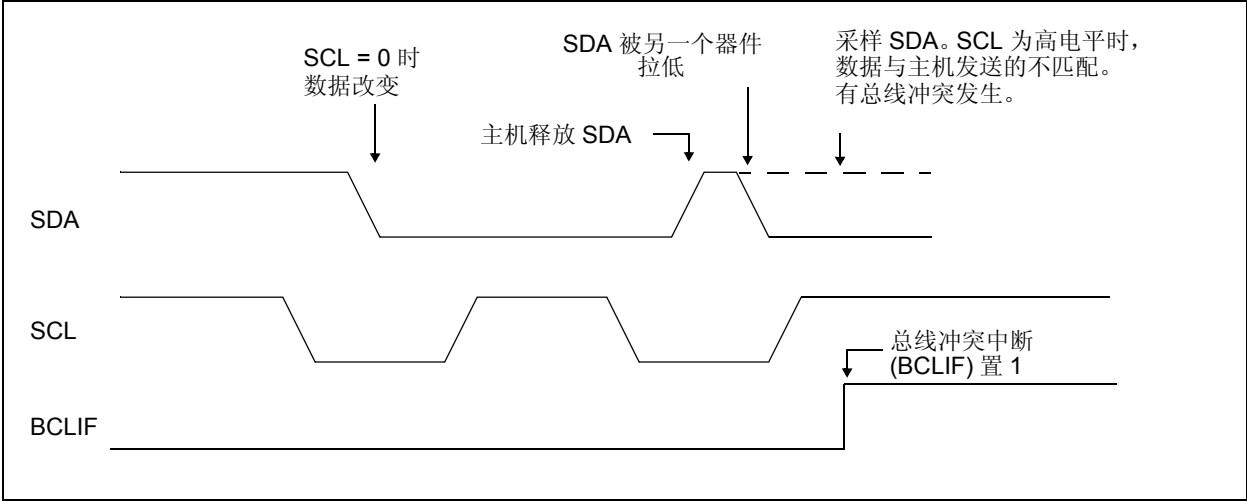 SCL = 0 时
数据改变
SDA 被另一个器件
拉低
采样 SDA。SCL 为高电平时，
数据与主机发送的不匹配。
有总线冲突发生。
主机释放 SDA
SDA
SCL
总线冲突中断
(BCLIF) 置 1
BCLIF